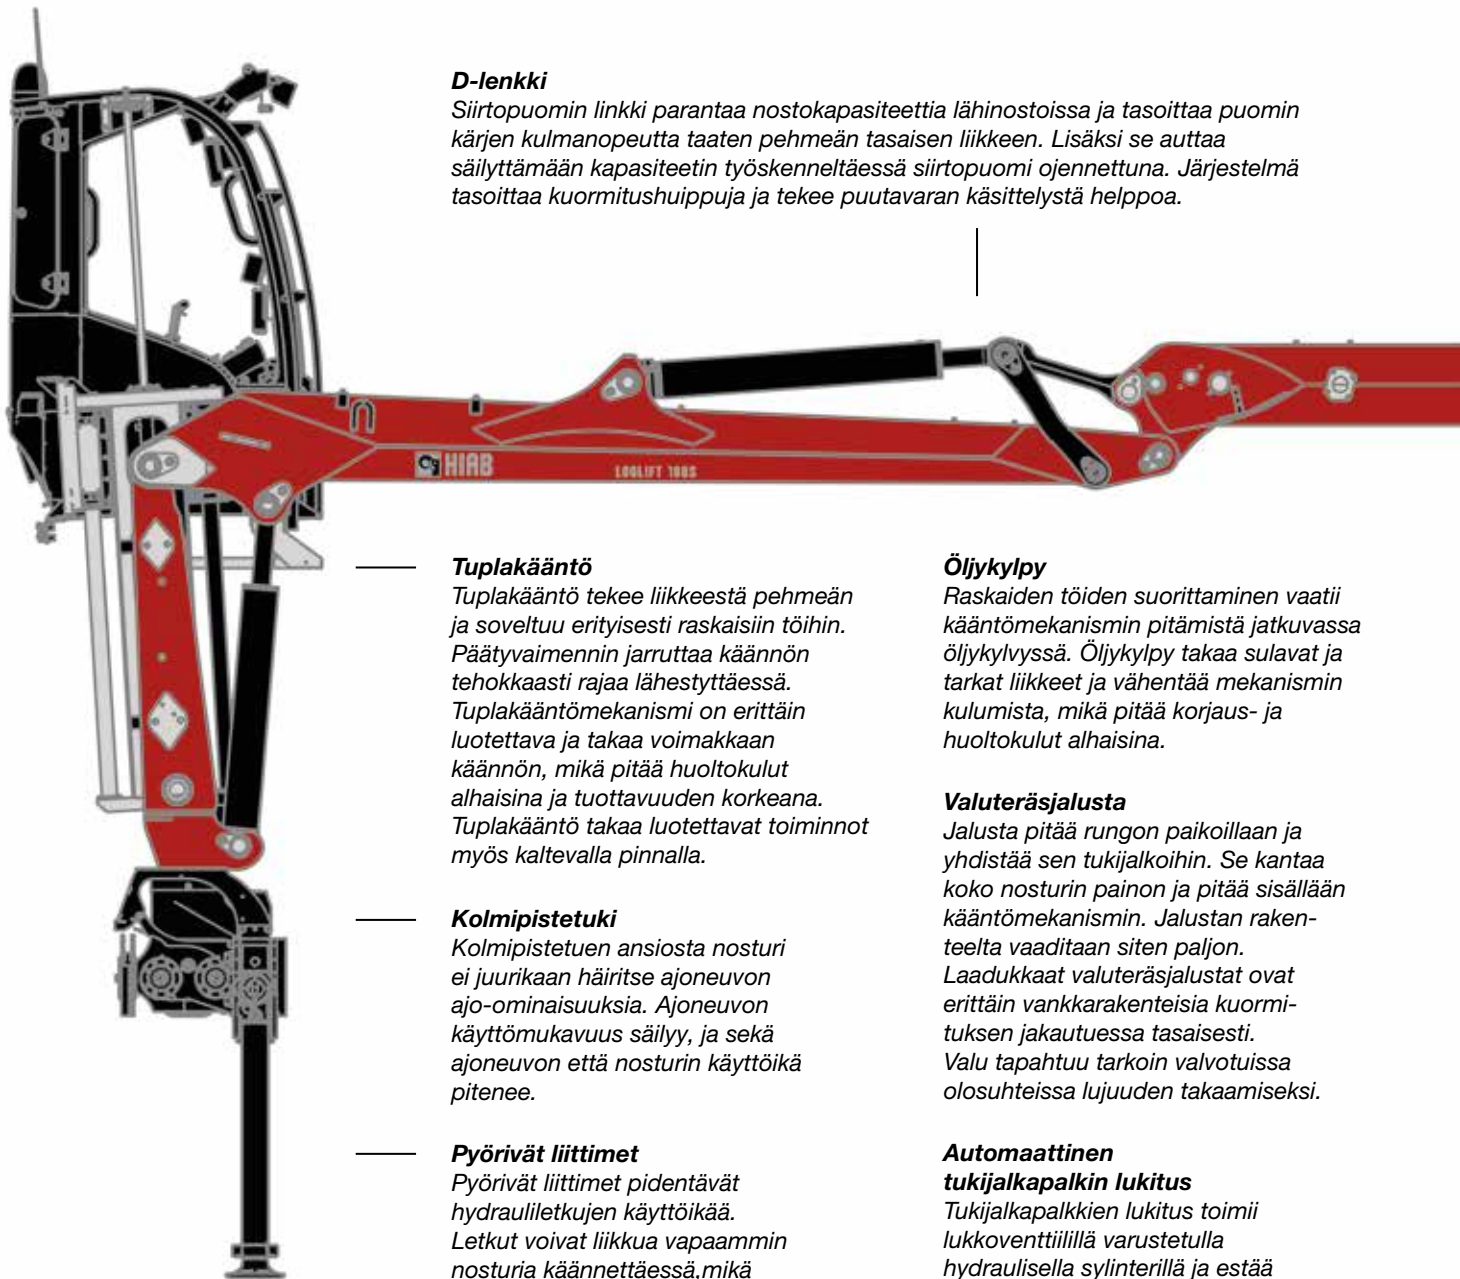 D-lenkki
Siirtopuomin linkki parantaa nostokapasiteettia lähinostoissa ja tasoittaa puomin
kärjen kulmanopeutta taaten pehmeän tasaisen liikkeen. Lisäksi se auttaa
säilyttämään kapasiteetin työskenneltäessä siirtopuomi ojennettuna. Järjestelmä
tasoittaa kuormitushuippuja ja tekee puutavaran käsittelystä helppoa.
HIAB
LOGLIFT 108S
Tuplakääntö
Tuplakääntö tekee liikkeestä pehmeän
ja soveltuu erityisesti raskaisiin töihin.
Päätyvaimennin jarruttaa käännön
tehokkaasti rajaa lähestyttäessä.
Tuplakääntömekanismi on erittäin
luotettava ja takaa voimakkaan
käännön, mikä pitää huoltokulut
alhaisina ja tuottavuuden korkeana.
Tuplakääntö takaa luotettavat toiminnot
myös kaltevalla pinnalla.
Kolmipistetuki
Kolmipistetuen ansiosta nosturi
ei juurikaan häiritse ajoneuvon
ajo-ominaisuuksia. Ajoneuvon
käyttömukavuus säilyy, ja sekä
ajoneuvon että nosturin käyttöikä
pitenee.
Pyörivät liittimet
Pyörivät liittimet pidentävät
hydrauliletkujen käyttöikää.
Letkut voivat liikkua vapaammin
nosturia käännettäessä,mikä
Öljykylpy
Raskaiden töiden suorittaminen vaatii
kääntömekanismin pitämistä jatkuvassa
öljykylvyssä. Öljykylpy takaa sulavat ja
tarkat liikkeet ja vähentää mekanismin
kulumista, mikä pitää korjaus- ja
huoltokulut alhaisina.
Valuteräsjalusta
Jalusta pitää rungon paikoillaan ja
yhdistää sen tukijalkoihin. Se kantaa
koko nosturin painon ja pitää sisällään
kääntömekanismin. Jalustan raken-
teelta vaaditaan siten paljon.
Laadukkaat valuteräsjalustat ovat
erittäin vankkarakenteisia kuormi-
tuksen jakautuessa tasaisesti.
Valu tapahtuu tarkoin valvotuissa
olosuhteissa lujuuden takaamiseksi.
Automaattinen
tukijalkapalkin lukitus
Tukijalkapalkkien lukitus toimii
lukkoventtiilillä varustetulla
hydraulisella sylinterillä ja estää